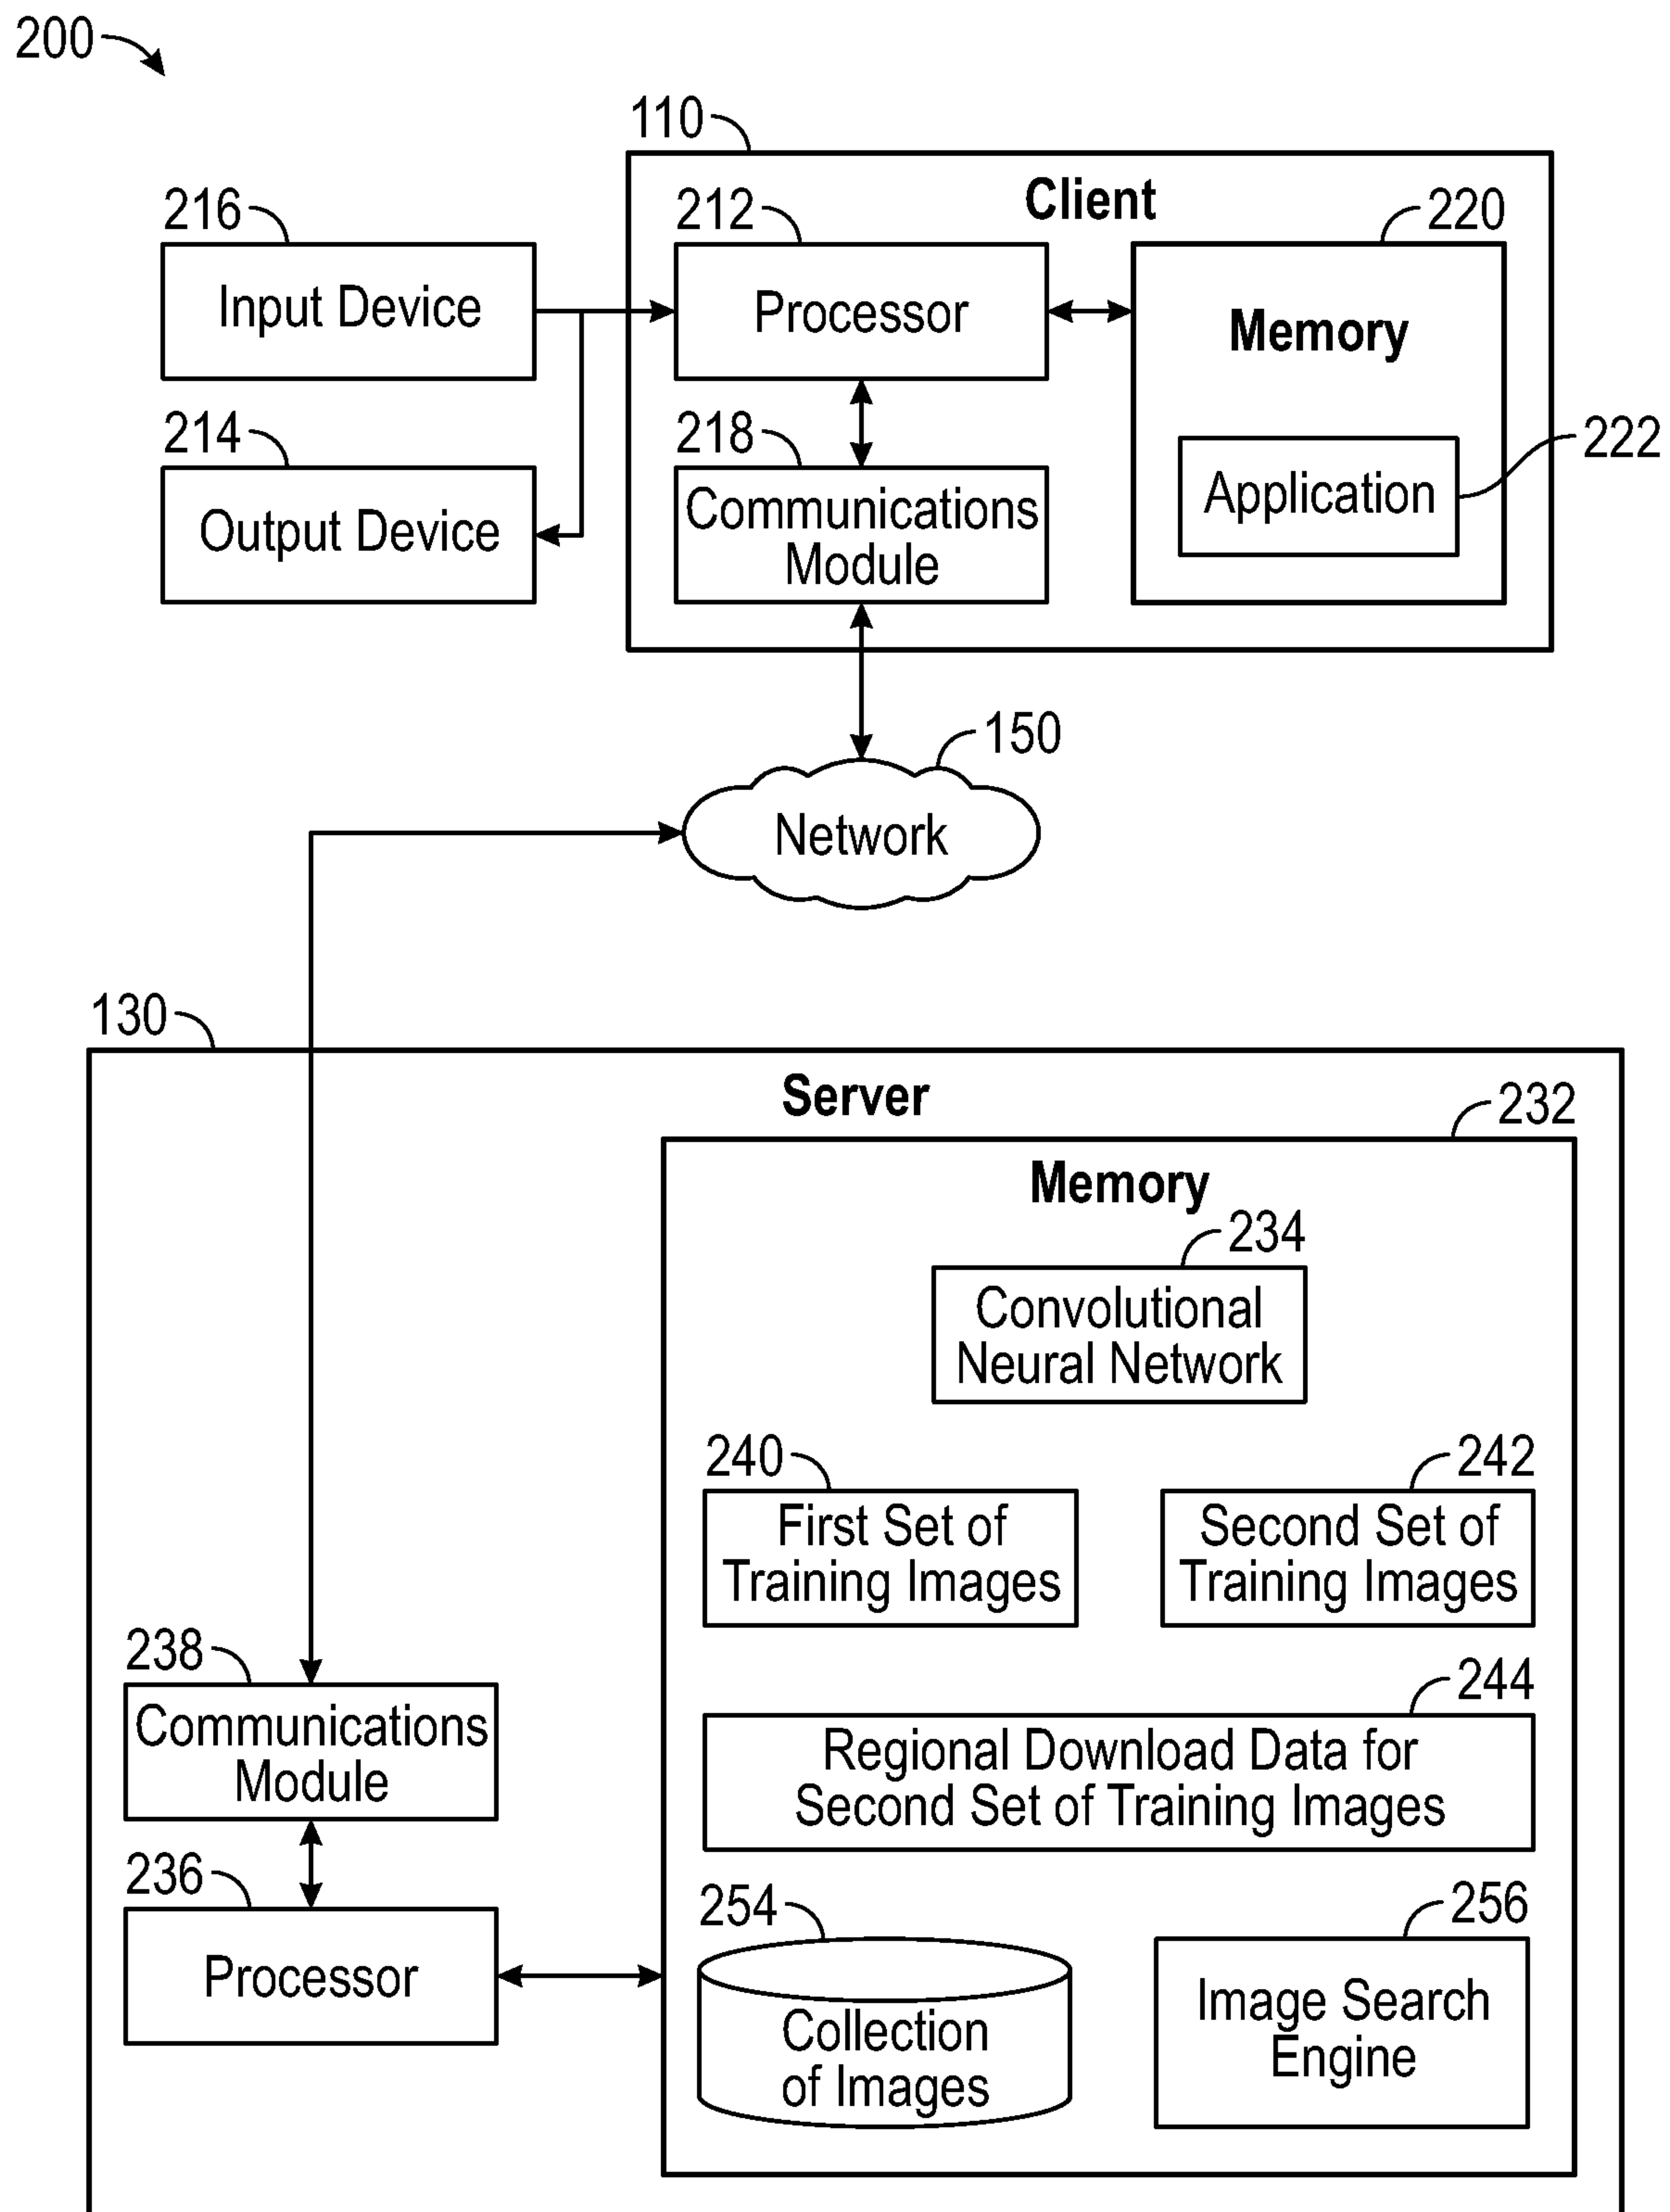 200
110
Client
216
212
220
Input Device
Processor
Memory
214
218
222
Output Device
Communications
Module
Application
150
Network
130
Server
232
Memory
234
Convolutional
Neural Network
240
242
First Set of
Training Images
Second Set of
Training Images
238
244
Communications
Module
Regional Download Data for
Second Set of Training Images
236
254
256
Processor
Collection
of Images
Image Search
Engine